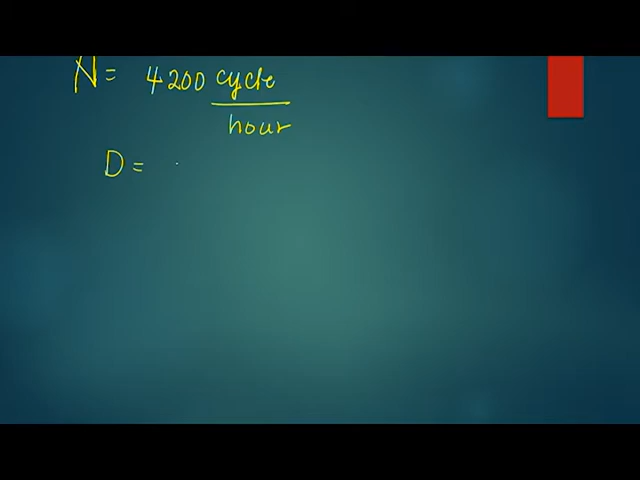 N = 4200 cycle
hour
D =